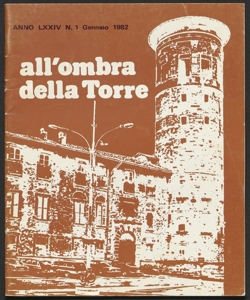 ANNO LXXIV N. 1 Gennaio 1982
all'ombra
della Torre